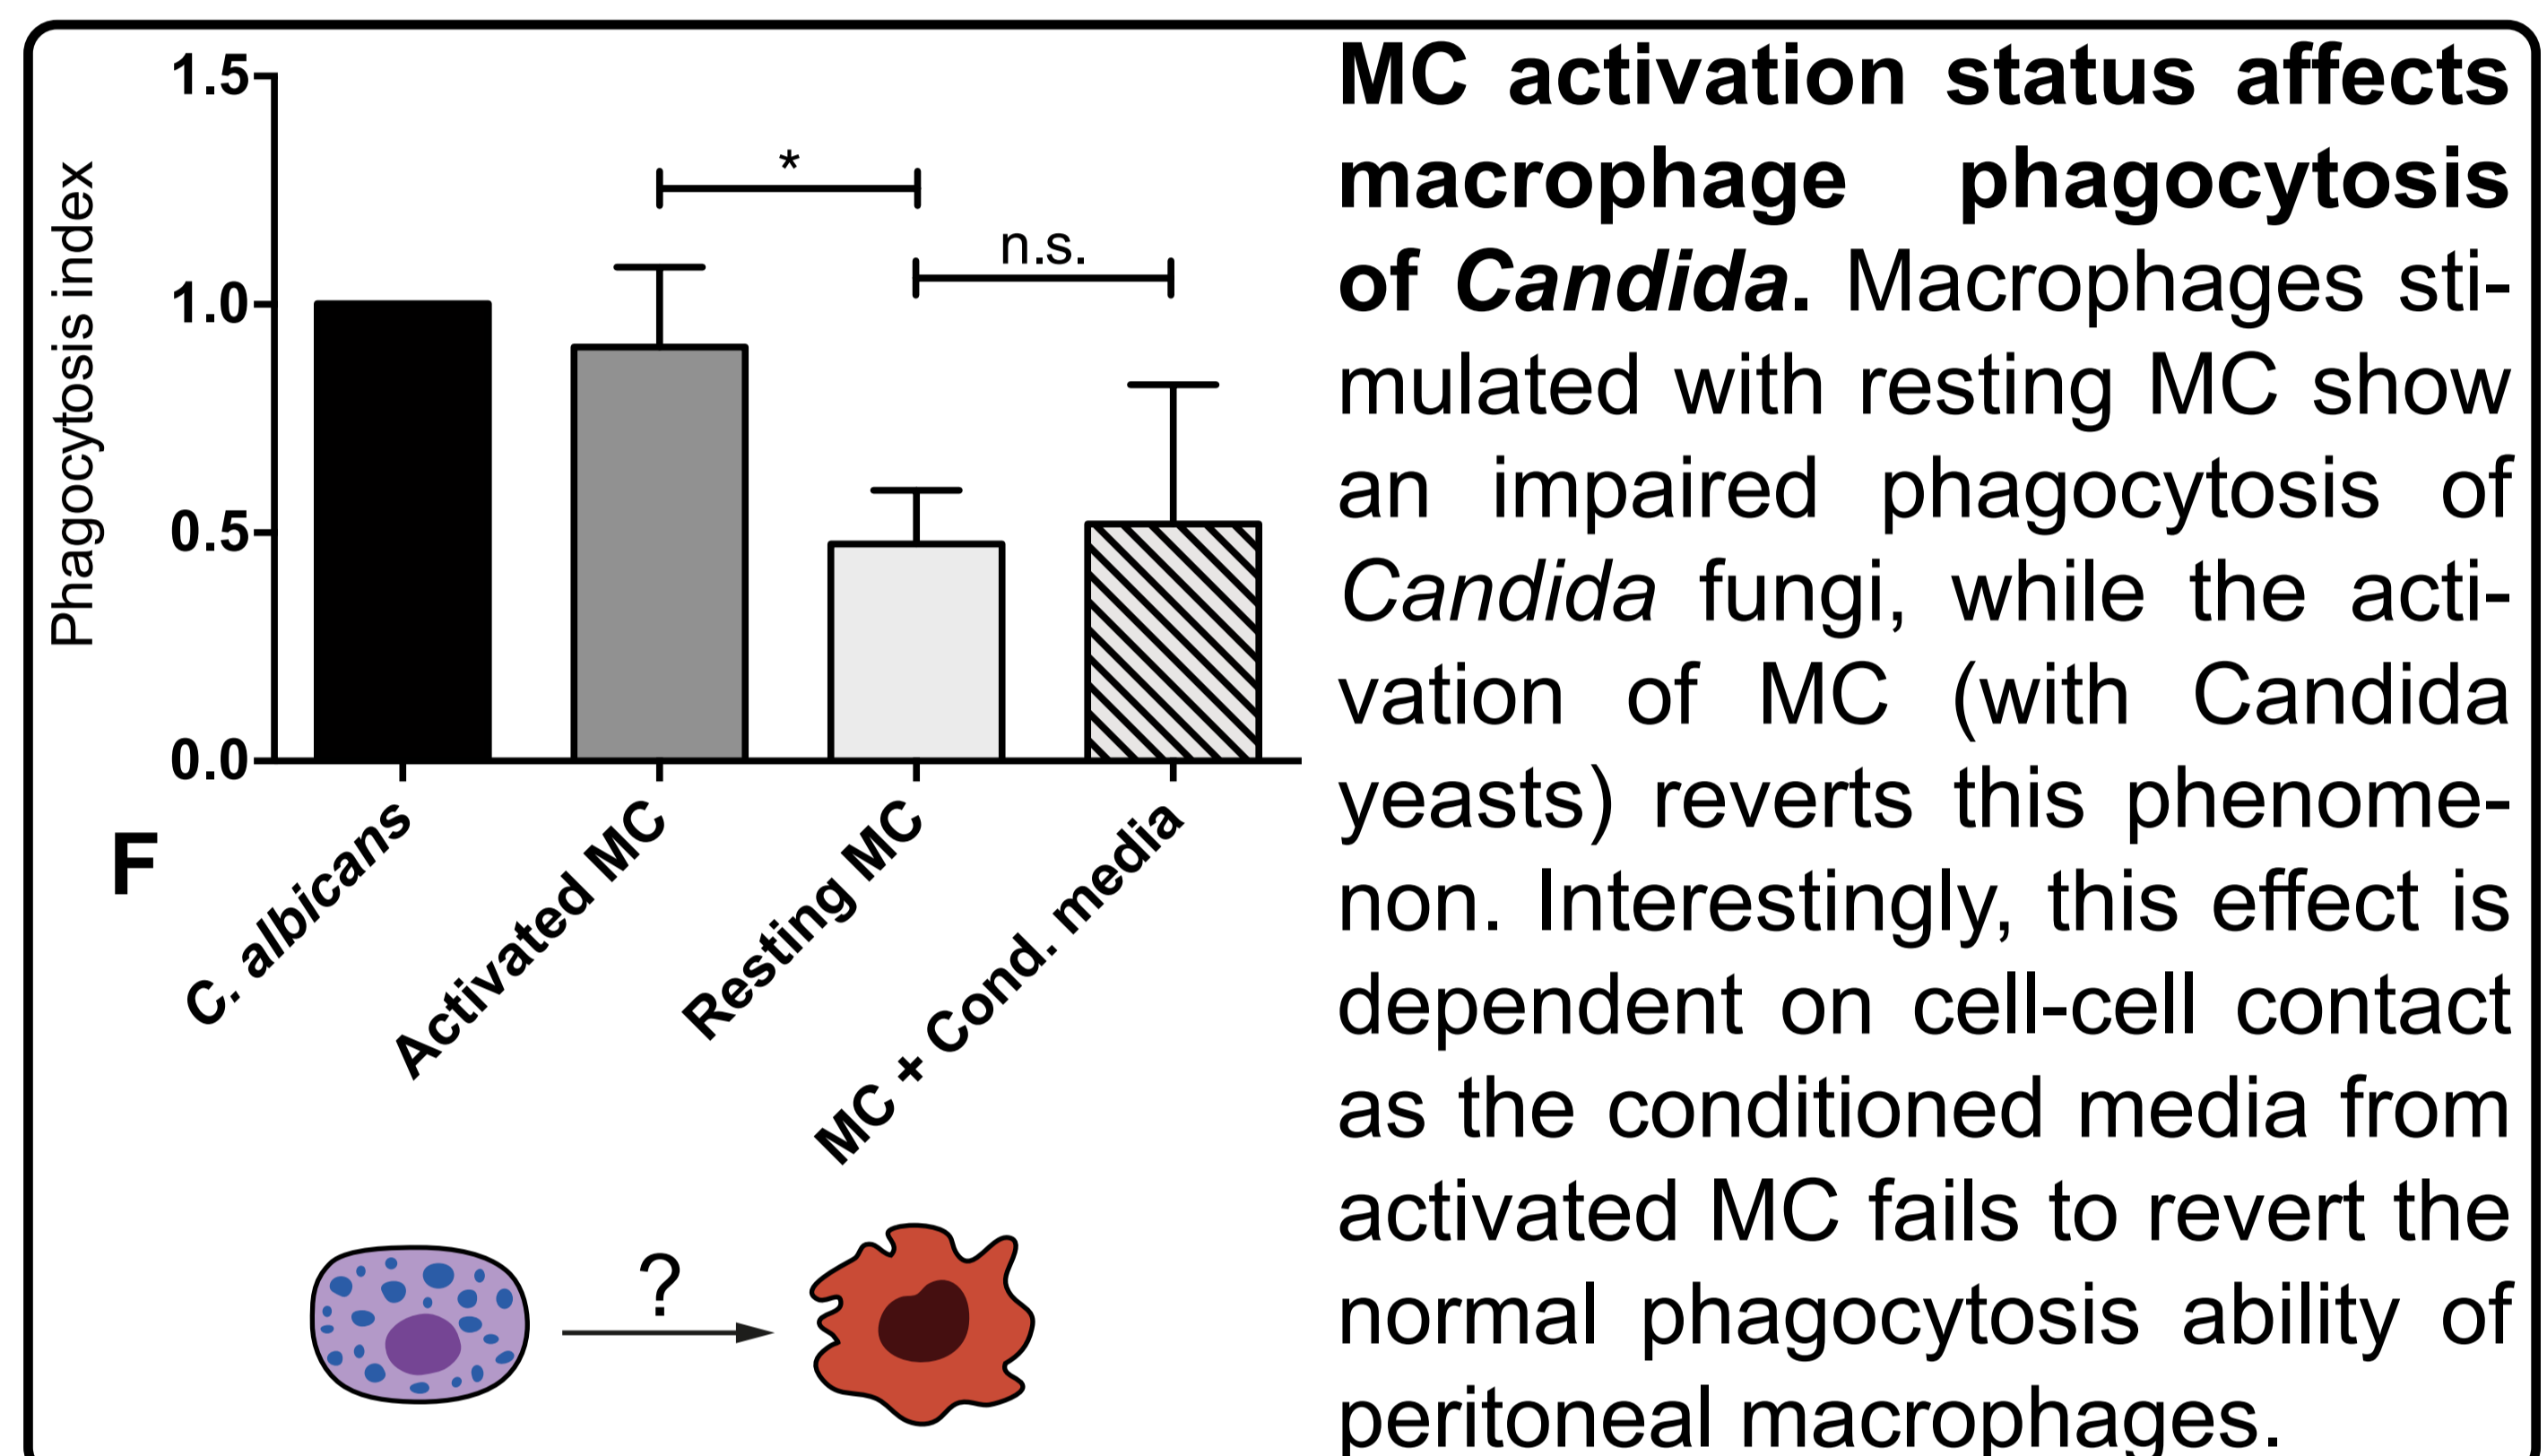 1.5
1.0
0.5
0.0
Phagocytosis index
*
n.s.
C. albicans
Activated MC
Resting MC
MC + Cond. media
F
?
MC activation status affects
macrophage phagocytosis
of Candida. Macrophages sti-
mulated with resting MC show
an impaired phagocytosis of
Candida fungi, while the acti-
vation of MC (with Candida
yeasts) reverts this phenome-
non. Interestingly, this effect is
dependent on cell-cell contact
as the conditioned media from
activated MC fails to revert the
normal phagocytosis ability of
peritoneal macrophages.